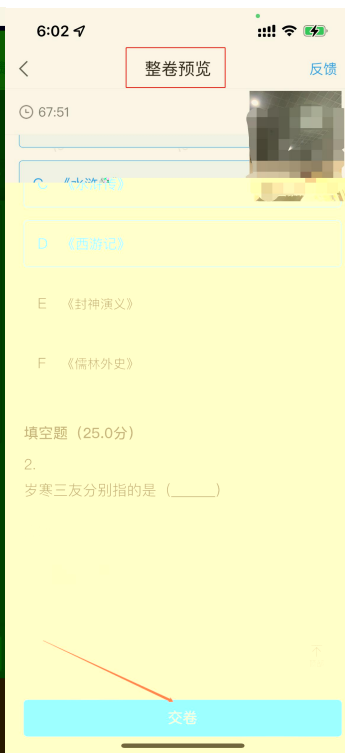 6:02
整卷预览
反馈
67:51
C 《水浒传》
D 《西游记》
E 《封神演义》
F 《儒林外史》
填空题（25.0分）
2.
岁寒三友分别指的是（______）
交卷